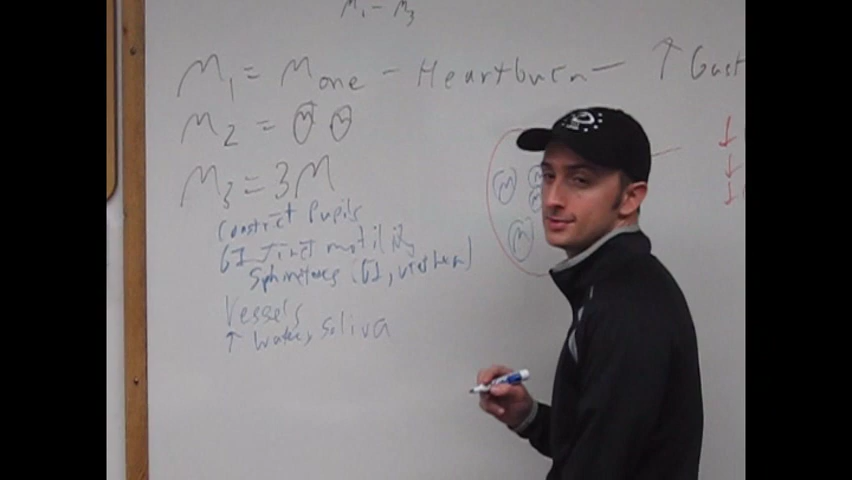 M1 - M3
M1 = Mone - Heartburn - ↑ Gast
M2 = M M
M3 = 3M
Constrict Pupils
GI Tract motility
Sphincters (GI,
Vessels
↑ Water, Saliva
M M
M
M
↓
↓
↓